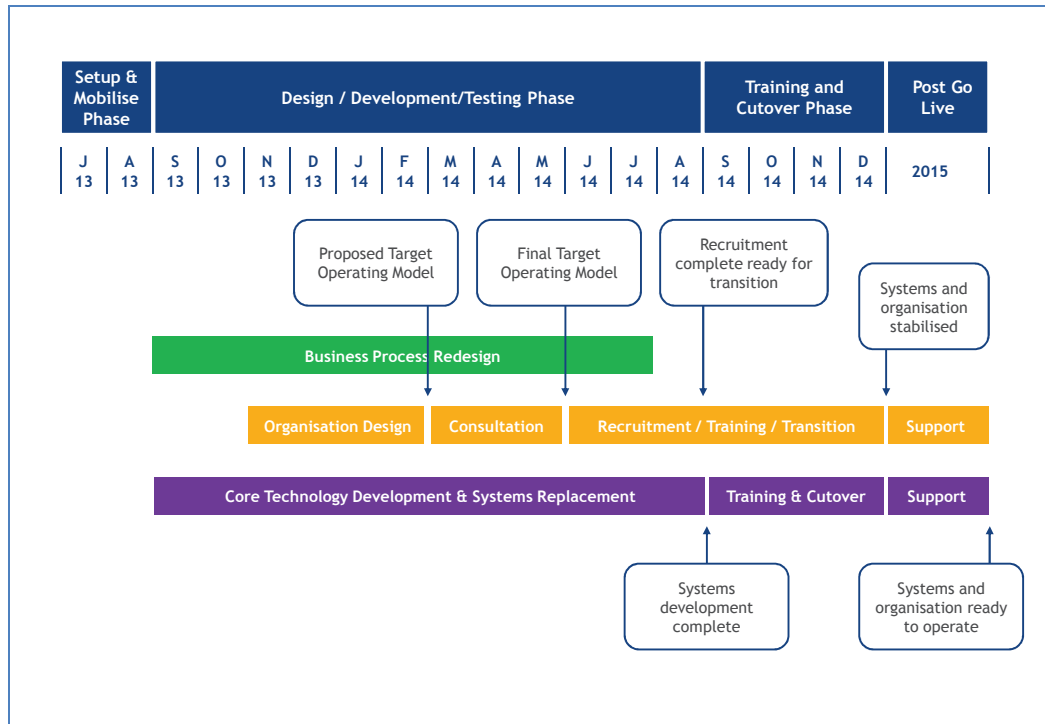 Setup &
Mobilise
Phase
Design / Development/Testing Phase
Training and
Cutover Phase
Post Go
Live
J A S O N D J F M A M J J A S O N D
13 13 13 13 13 13 14 14 14 14 14 14 14 14 14 14 14 14
2015
Proposed Target
Operating Model
Final Target
Operating Model
Recruitment
complete ready for
transition
Systems and
organisation
stabilised
Business Process Redesign
Organisation Design
Consultation
Recruitment / Training / Transition
Support
Core Technology Development & Systems Replacement
Training & Cutover
Support
Systems
development
complete
Systems and
organisation ready
to operate